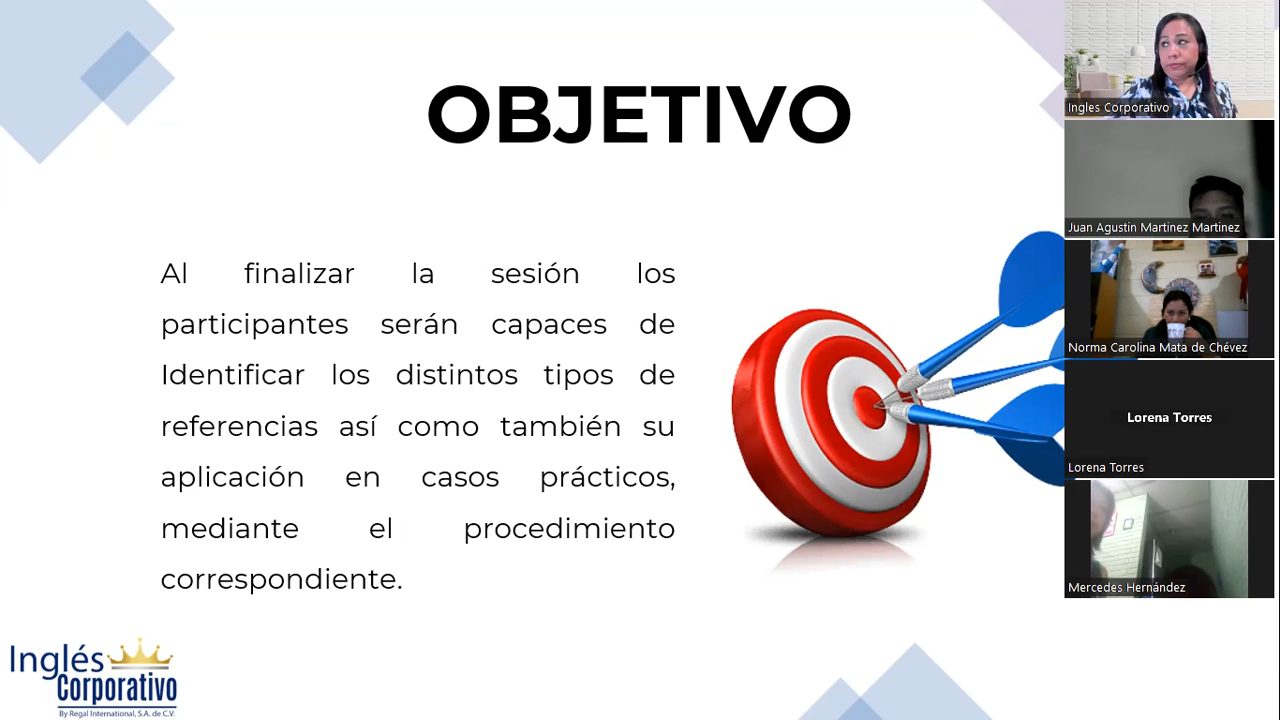 OBJETIVO
Al finalizar la sesión los
participantes serán capaces de
Identificar los distintos tipos de
referencias así como también su
aplicación en casos prácticos,
mediante el procedimiento
correspondiente.
Inglés
Corporativo
By Regal International, S.A. de C.V.
Ingles Corporativo
Juan Agustin Martinez Martinez
Norma Carolina Mata de Chévez
Lorena Torres
Lorena Torres
Mercedes Hernández